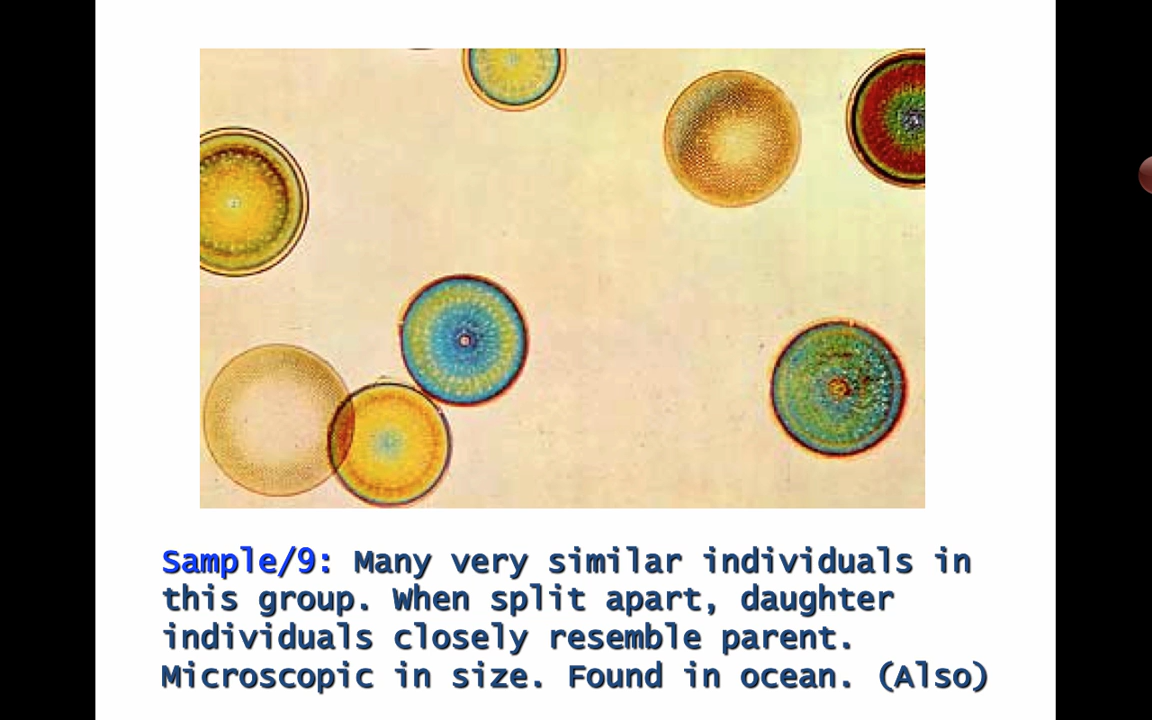 Sample/9: Many very similar individuals in
this group. When split apart, daughter
individuals closely resemble parent.
Microscopic in size. Found in ocean. (Also)